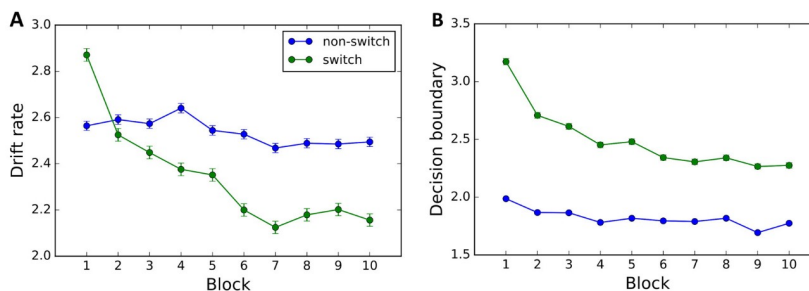 A
3.0
2.8
2.6
2.4
2.2
2.0
Drift rate
non-switch
switch
1 2 3 4 5 6 7 8 9 10
Block
B
3.5
3.0
2.5
2.0
1.5
Decision boundary
1 2 3 4 5 6 7 8 9 10
Block